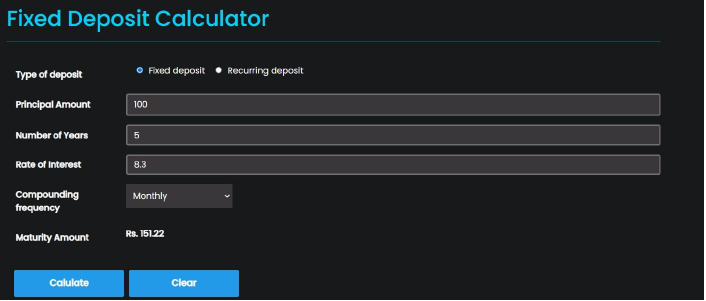 Fixed Deposit Calculator
Type of deposit Fixed deposit Recurring deposit
Principal Amount 100
Number of Years 5
Rate of Interest 8.3
Compounding
frequency Monthly
Maturity Amount Rs. 151.22
Calulate Clear